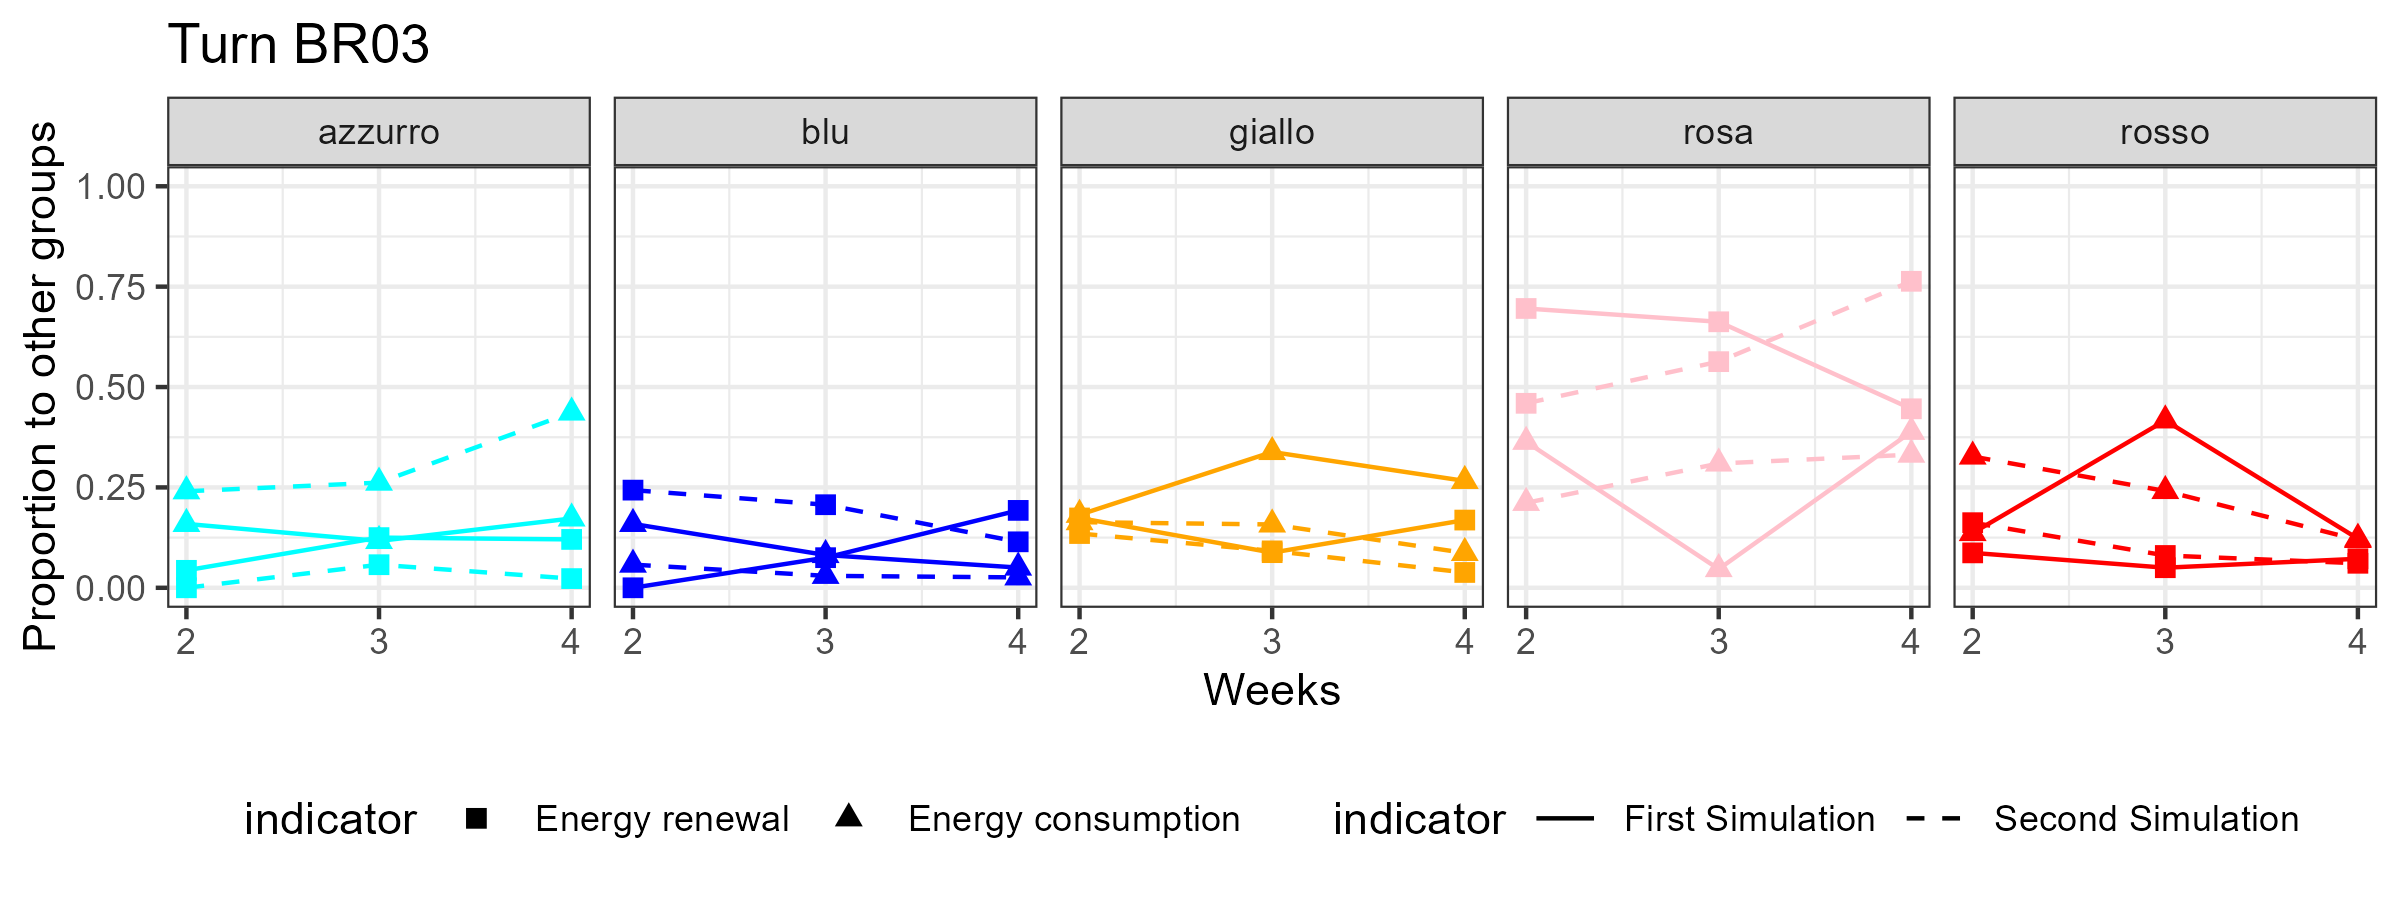 Turn BR03
azzurro blu giallo rosa rosso
Proportion to other groups
1.00
0.75
0.50
0.25
0.00
2 3 4 2 3 4 2 3 4 2 3 4 2 3 4
Weeks
indicator Energy renewal Energy consumption indicator First Simulation Second Simulation